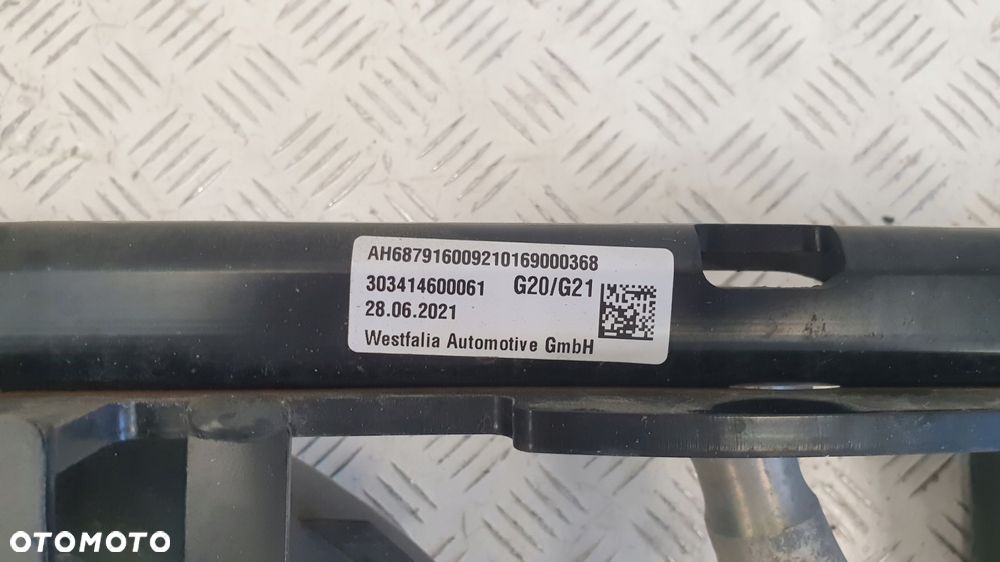 AH687916009210169000368
303414600061 G20/G21
28.06.2021
Westfalia Automotive GmbH
OTOMOTO